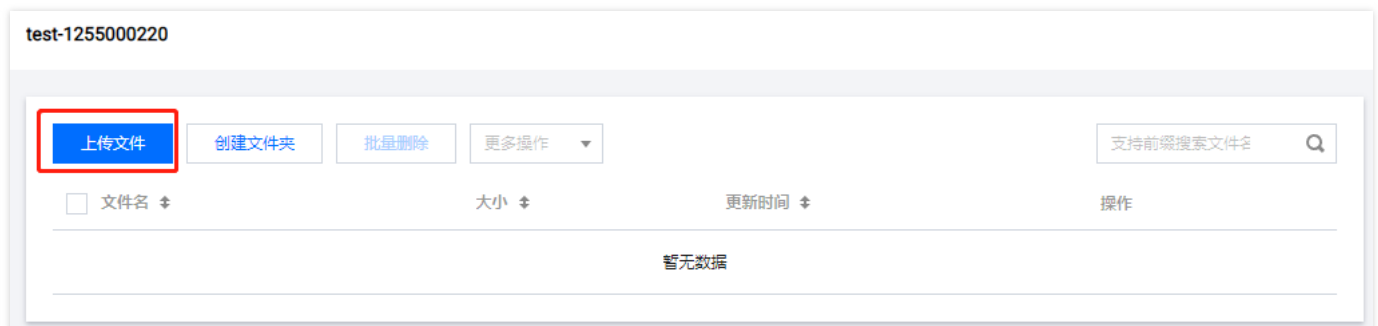 test-1255000220
上传文件 创建文件夹 批量删除 更多操作 支持前缀搜索文件名
文件名 大小 更新时间 操作
暂无数据